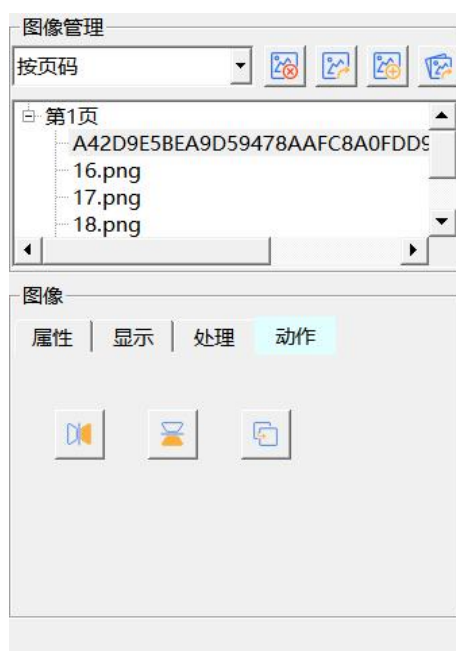 图像管理
按页码
第1页
A42D9E5BEA9D59478AAFC8A0FDD9
16.png
17.png
18.png
图像
属性 显示 处理 动作